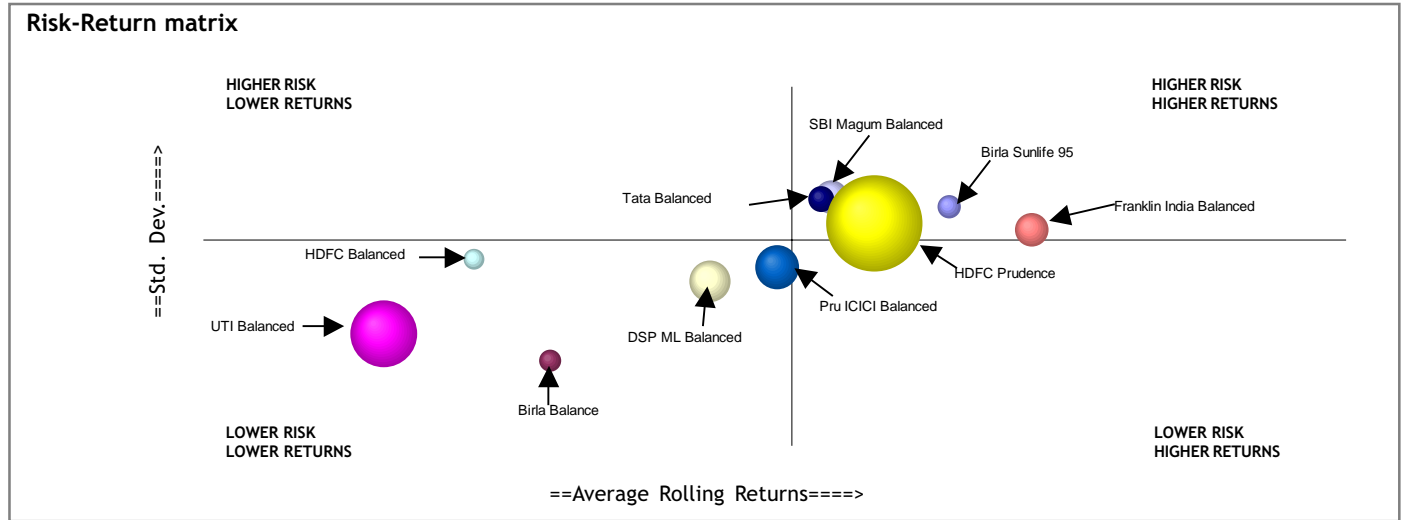 Risk-Return matrix
HIGHER RISK
LOWER RETURNS
HIGHER RISK
HIGHER RETURNS
SBI Magum Balanced
Birla Sunlife 95
Tata Balanced
Franklin India Balanced
HDFC Balanced
HDFC Prudence
Pru ICICI Balanced
UTI Balanced
DSP ML Balanced
Birla Balance
LOWER RISK
LOWER RETURNS
LOWER RISK
HIGHER RETURNS
==Std. Dev.=====>
==Average Rolling Returns====>